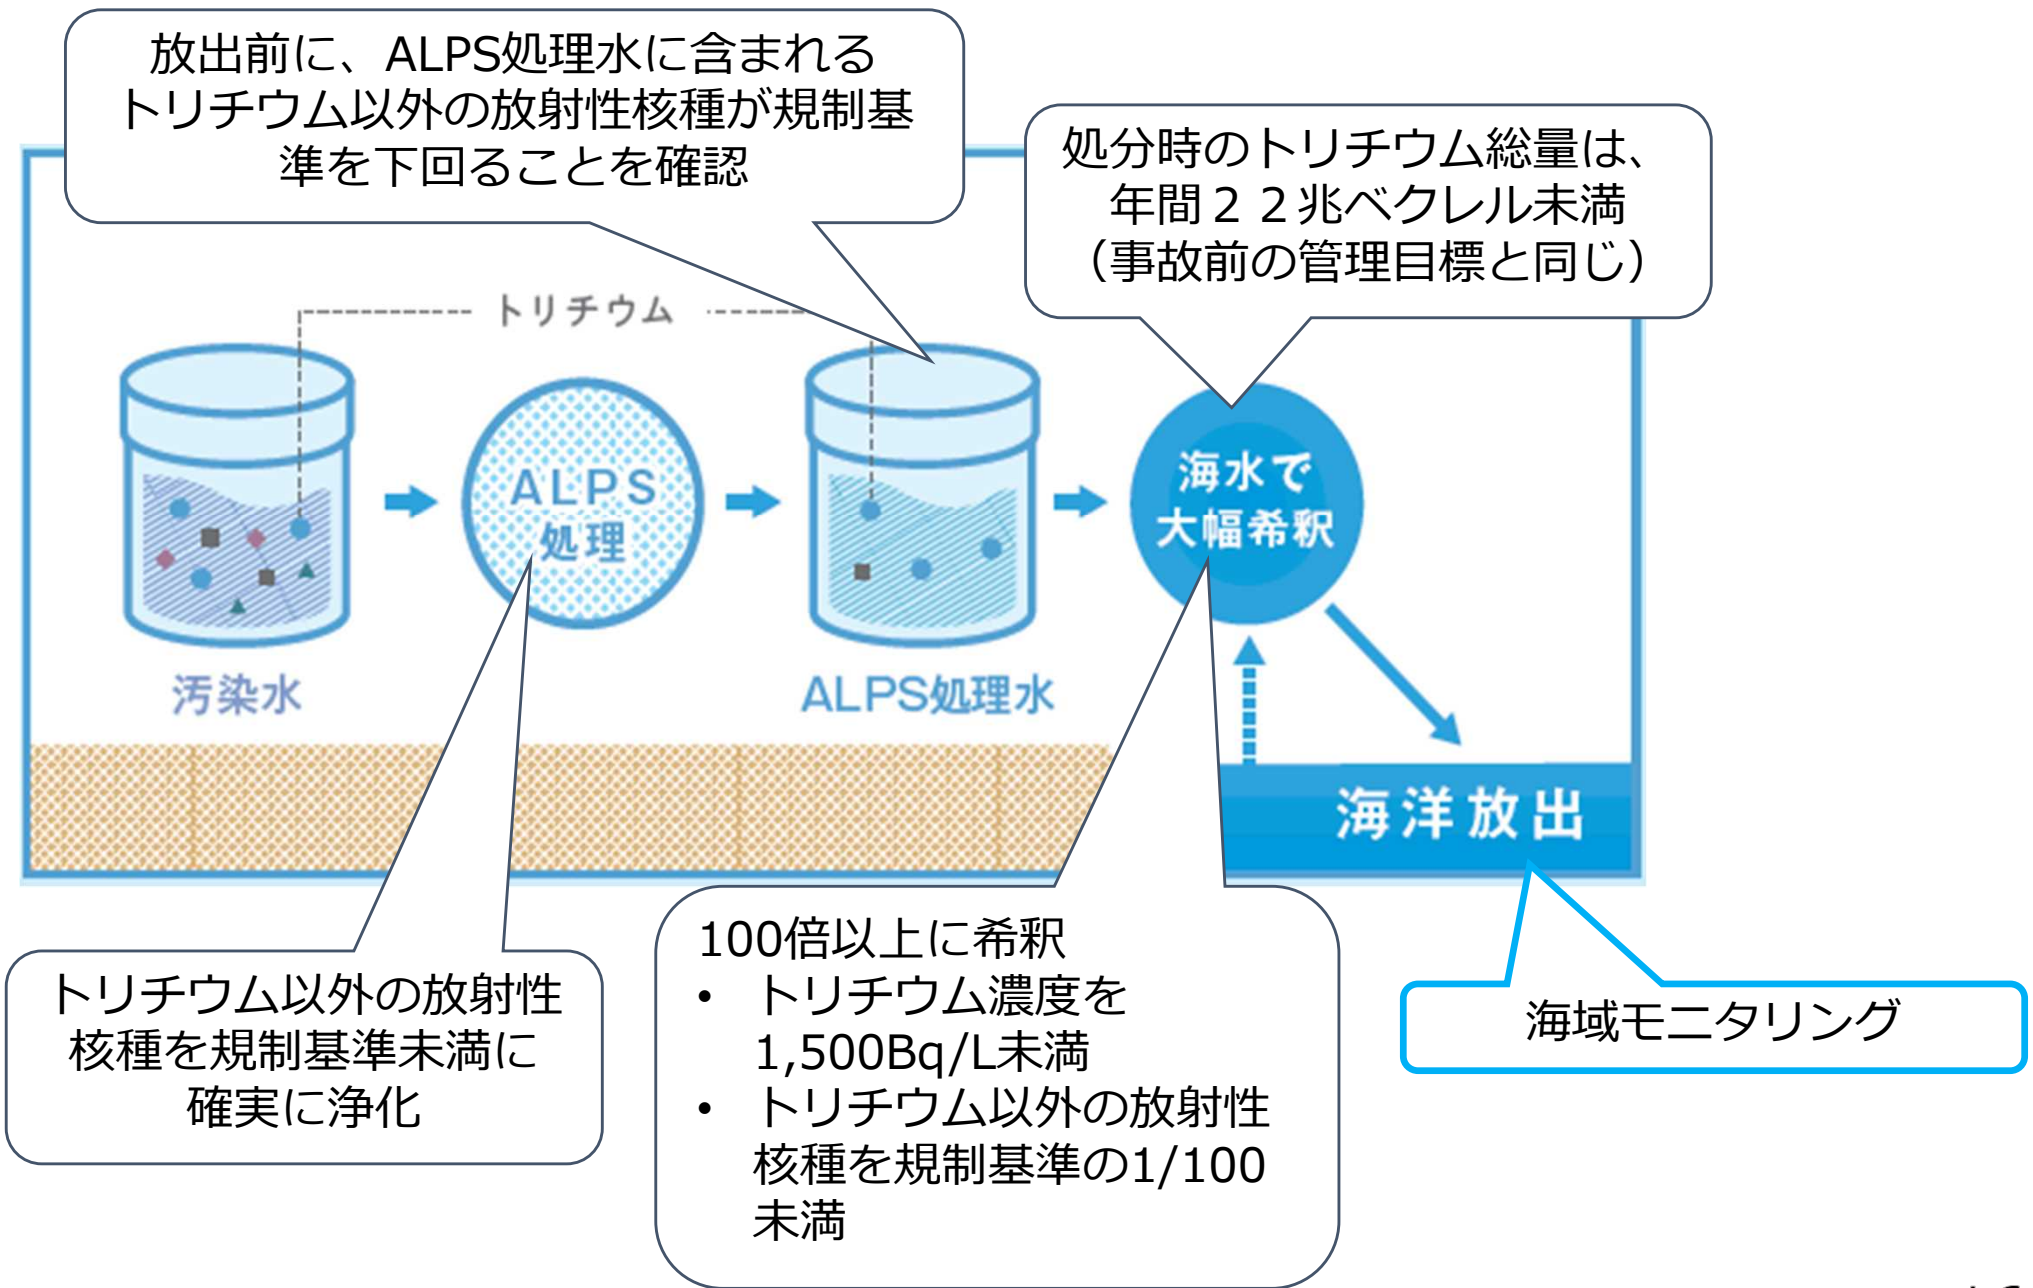 放出前に、ALPS処理水に含まれる
トリチウム以外の放射性核種が規制基
準を下回ることを確認
処分時のトリチウム総量は、
年間２２兆ベクレル未満
（事故前の管理目標と同じ）
トリチウム
ALPS
処理
海水で
大幅希釈
汚染水
ALPS処理水
海洋放出
トリチウム以外の放射性
核種を規制基準未満に
確実に浄化
100倍以上に希釈
• トリチウム濃度を
1,500Bq/L未満
• トリチウム以外の放射性
核種を規制基準の1/100
未満
海域モニタリング